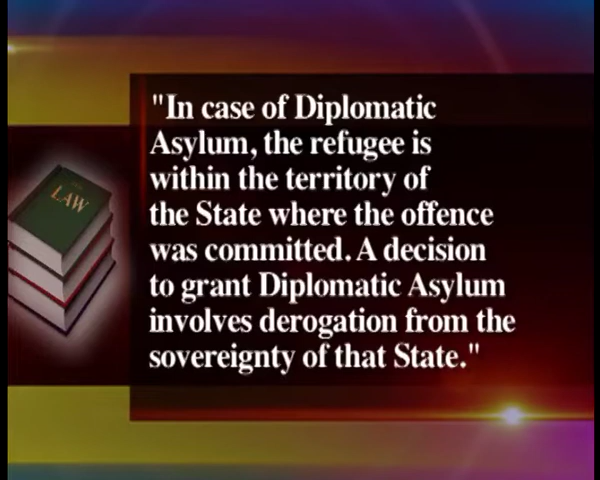 LAW
"In case of Diplomatic
Asylum, the refugee is
within the territory of
the State where the offence
was committed. A decision
to grant Diplomatic Asylum
involves derogation from the
sovereignty of that State."